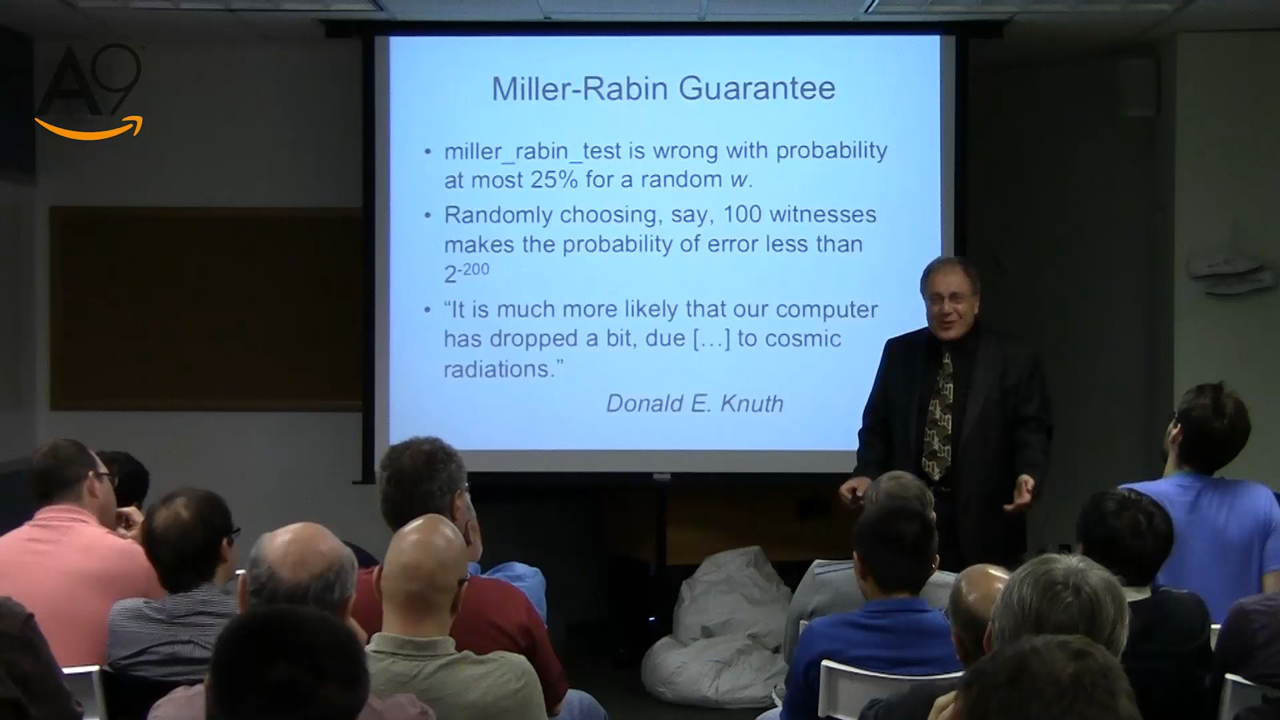 A9
Miller-Rabin Guarantee
• miller_rabin_test is wrong with probability
at most 25% for a random w.
• Randomly choosing, say, 100 witnesses
makes the probability of error less than
2⁻²⁰⁰
• “It is much more likely that our computer
has dropped a bit, due […] to cosmic
radiations.”
Donald E. Knuth